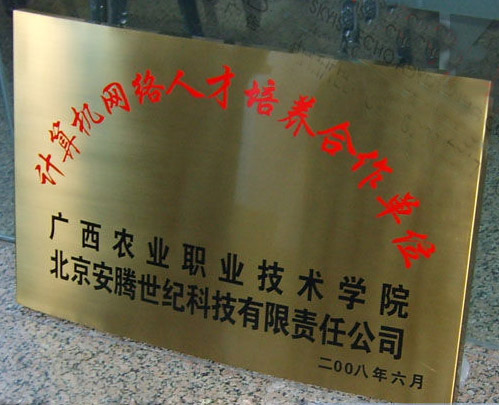 计算机网络人才培养合作单位
广西农业职业技术学院
北京安腾世纪科技有限责任公司
二00八年六月